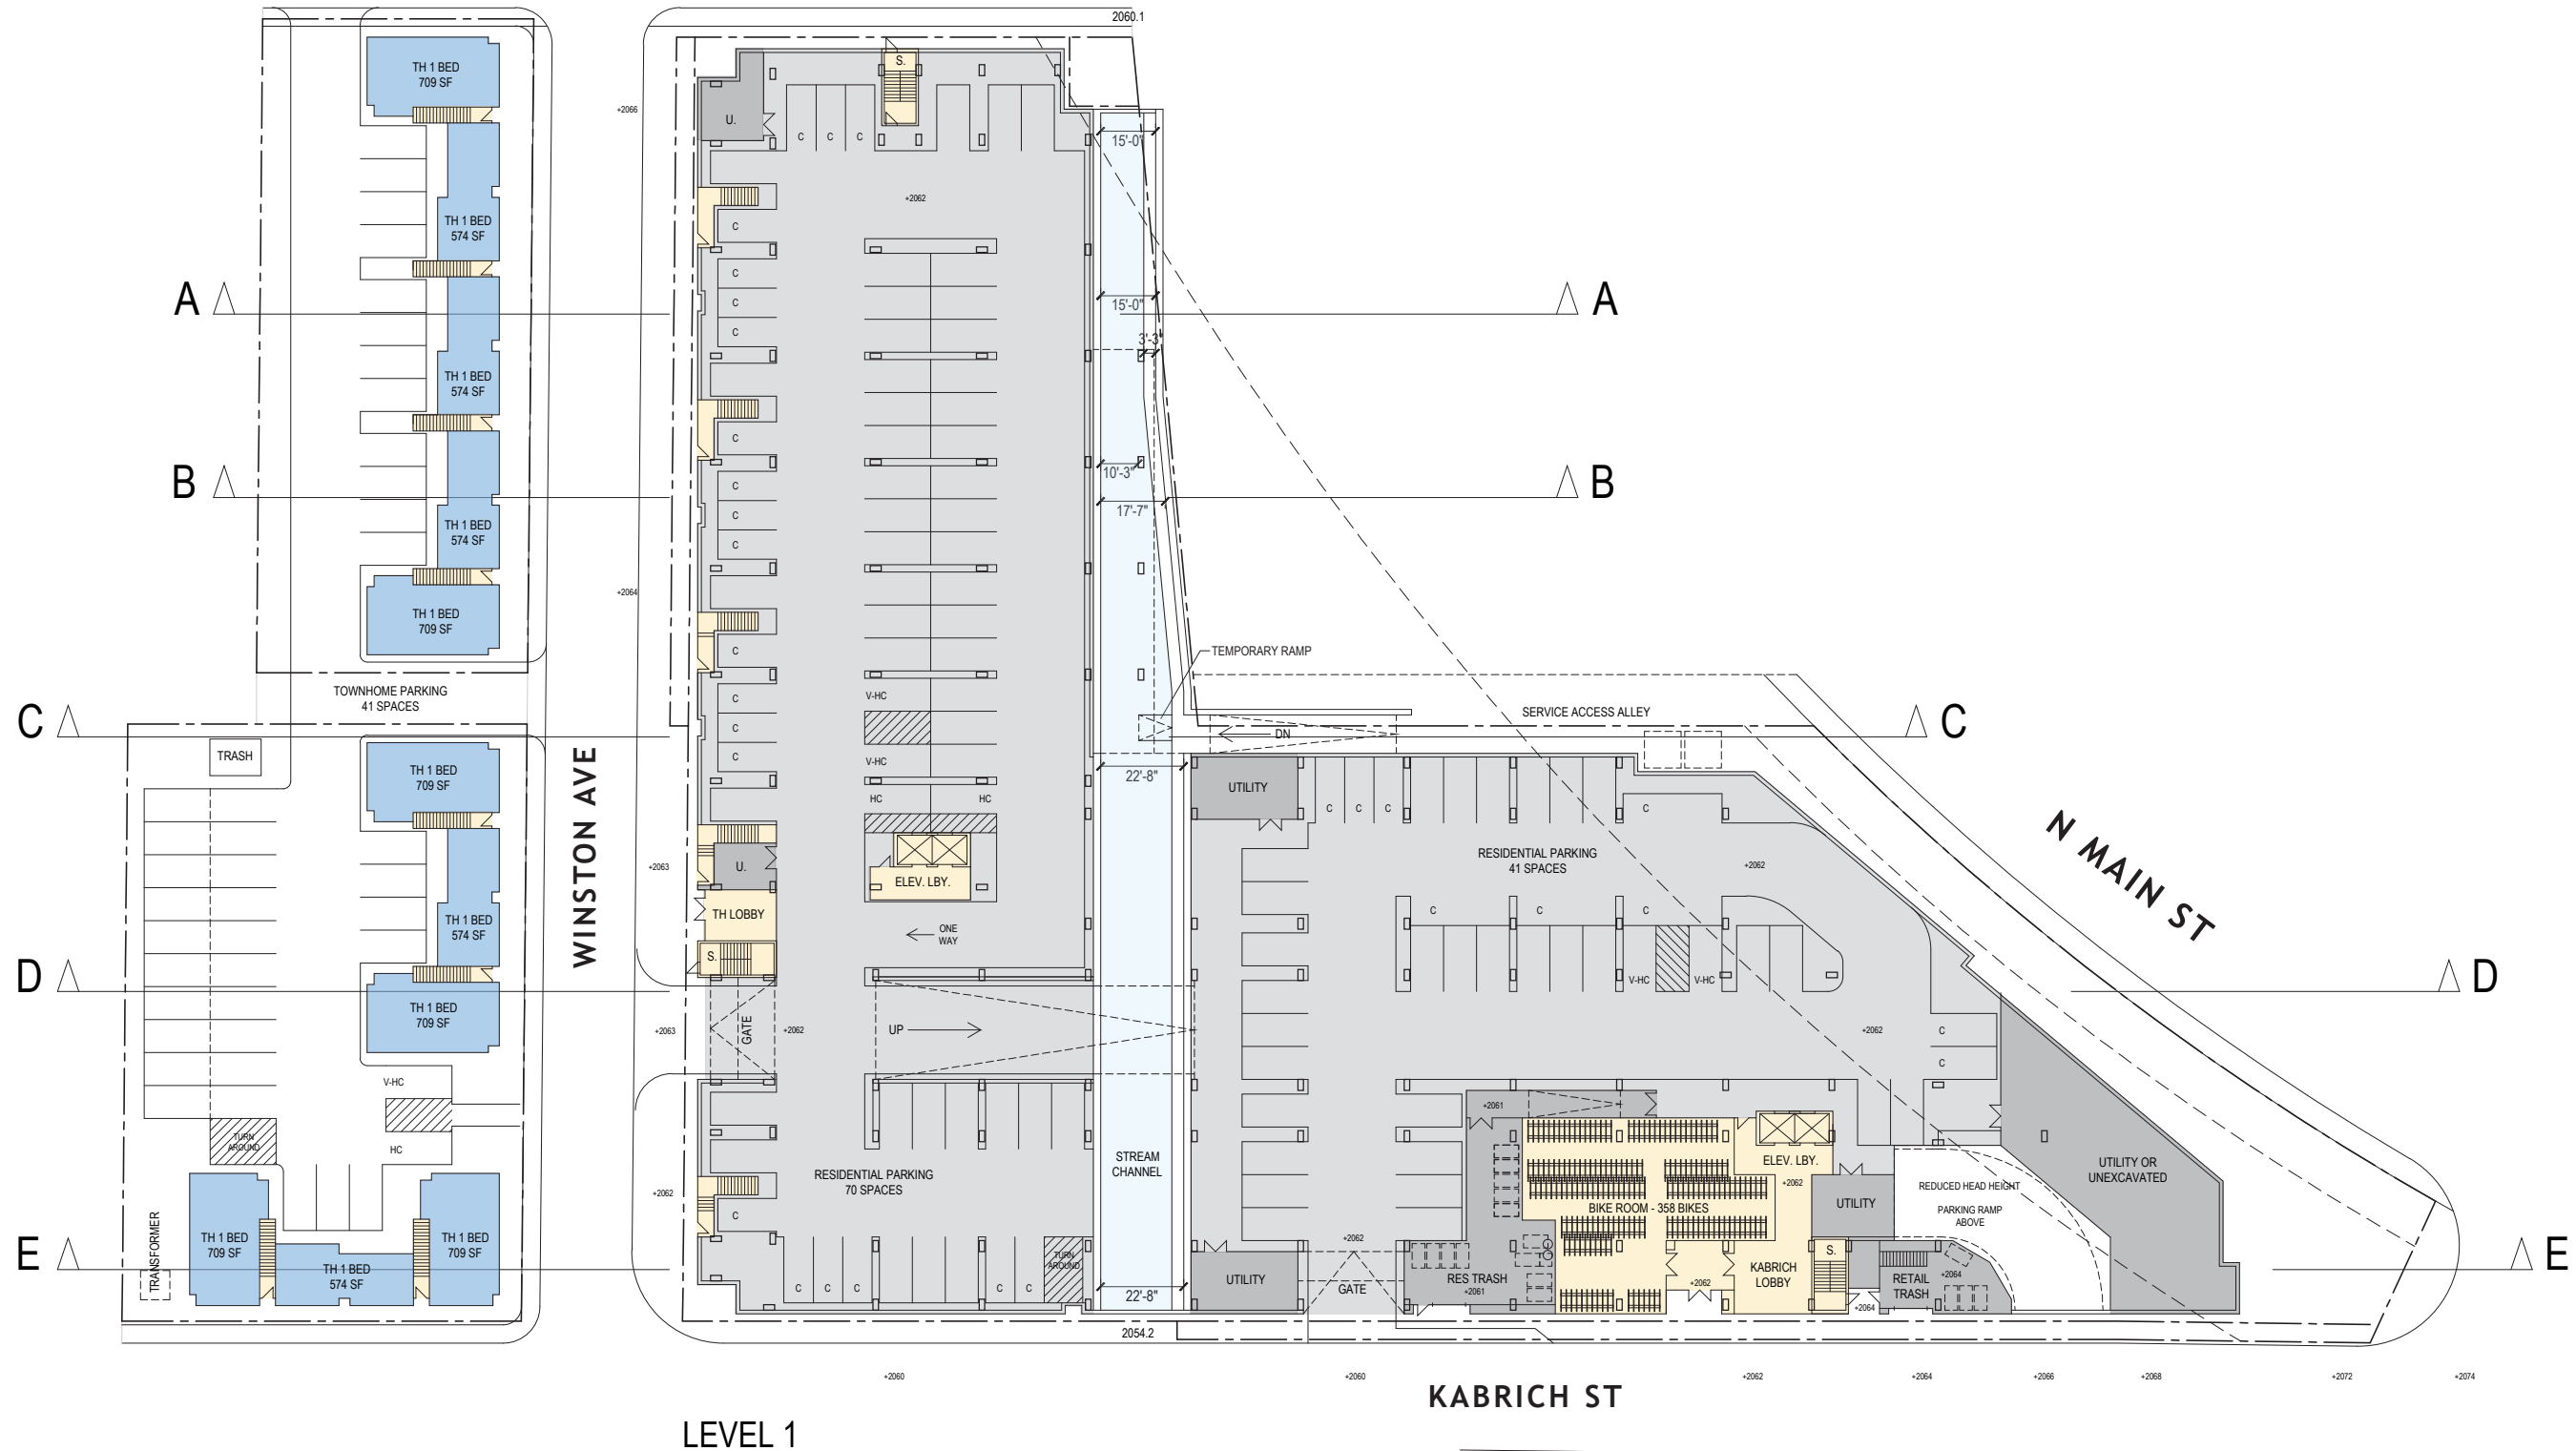 2060.1
TH 1 BED
709 SF
S.
+2066
U.
C C C
15'-0"
+2062
TH 1 BED
574 SF
C
C
A
A
15'-0"
C
C
3'-3"
TH 1 BED
574 SF
C
B
B
10'-3"
C
17'-7"
C
TH 1 BED
574 SF
C
+2064
TH 1 BED
709 SF
C
TEMPORARY RAMP
TOWNHOME PARKING
41 SPACES
V-HC
C
SERVICE ACCESS ALLEY
C
C
C
DN
TRASH
C
V-HC
TH 1 BED
709 SF
22'-8"
UTILITY
HC HC
C C C
C
WINSTON AVE
N MAIN ST
RESIDENTIAL PARKING
41 SPACES
+2063
U.
+2062
ELEV. LBY.
TH LOBBY
C C C
TH 1 BED
574 SF
ONE
WAY
S.
D
D
V-HC V-HC
TH 1 BED
709 SF
+2063
GATE
+2062
UP
+2062
C
C
V-HC
+2061
TURN
AROUND
HC
STREAM
CHANNEL
ELEV. LBY.
UTILITY OR
UNEXCAVATED
RESIDENTIAL PARKING
70 SPACES
+2062
+2062
REDUCED HEAD HEIGHT
PARKING RAMP
ABOVE
UTILITY
BIKE ROOM - 358 BIKES
C
TRANSFORMER
TH 1 BED
709 SF
TH 1 BED
709 SF
+2062
S.
E
E
TURN
AROUND
TH 1 BED
574 SF
UTILITY
GATE
RES TRASH
+2061
+2062
KABRICH
LOBBY
RETAIL
TRASH
+2064
C C C
C C
22'-8"
+2064
2054.2
+2060
+2060
+2062
+2064
+2066
+2068
+2072
+2074
KABRICH ST
LEVEL 1